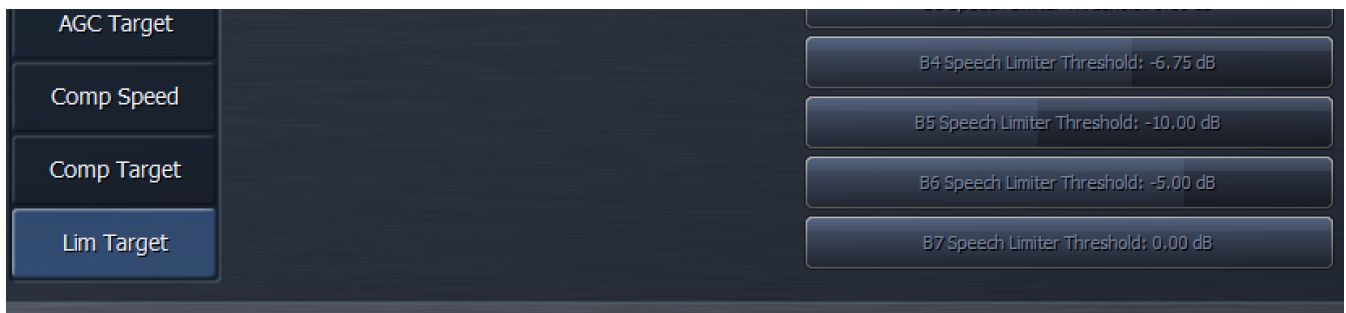 AGC Target
Comp Speed
Comp Target
Lim Target
B4 Speech Limiter Threshold: -6.75 dB
B5 Speech Limiter Threshold: -10.00 dB
B6 Speech Limiter Threshold: -5.00 dB
B7 Speech Limiter Threshold: 0.00 dB